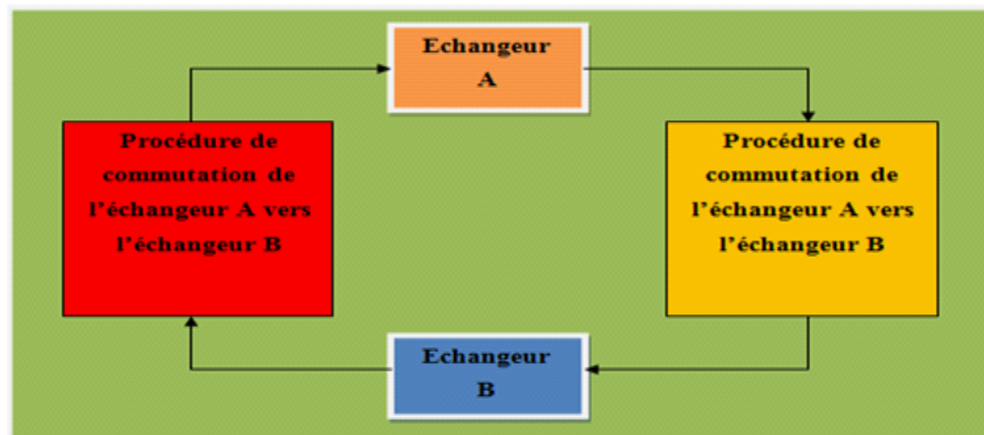 Echangeur
A
Procédure de
commutation de
l'échangeur A vers
l'échangeur B
Procédure de
commutation de
l'échangeur A vers
l'échangeur B
Echangeur
B